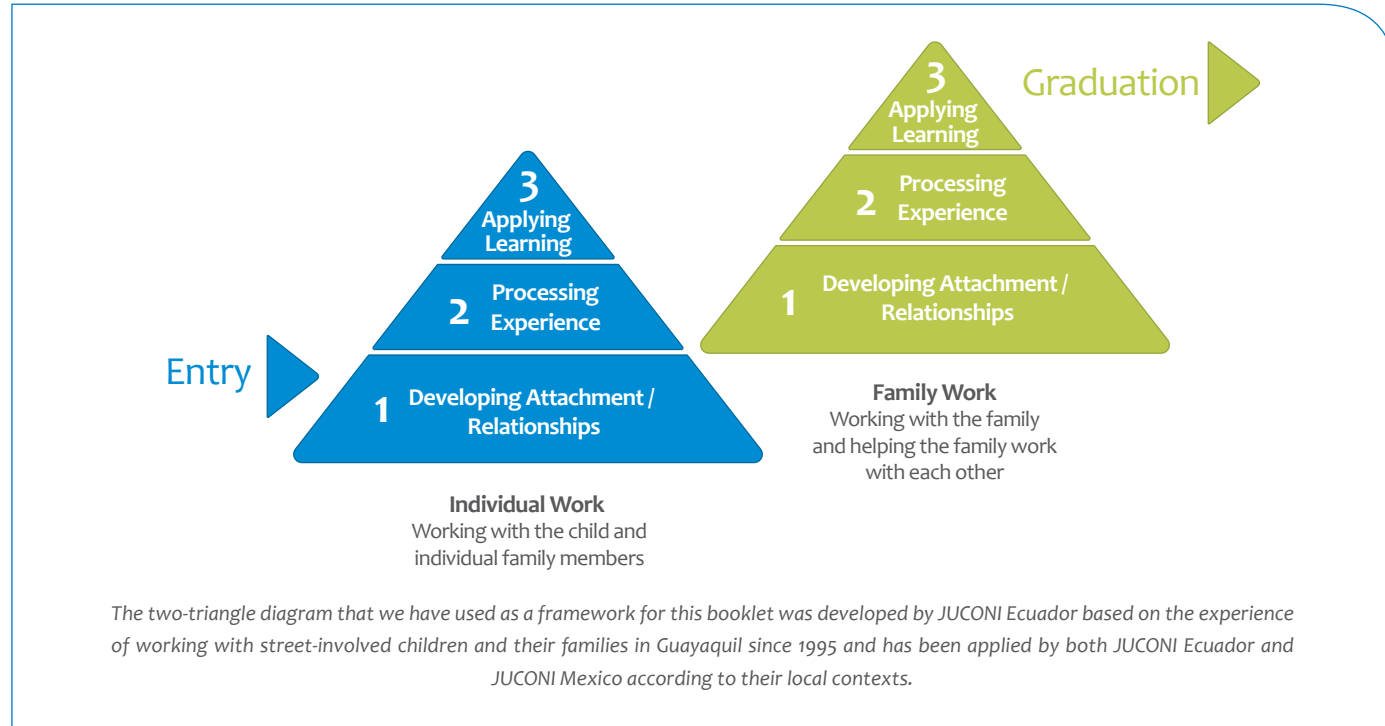 Entry
3
Applying
Learning
2
Processing
Experience
1
Developing Attachment /
Relationships
Individual Work
Working with the child and
individual family members
3
Applying
Learning
2
Processing
Experience
1
Developing Attachment /
Relationships
Family Work
Working with the family
and helping the family work
with each other
Graduation
The two-triangle diagram that we have used as a framework for this booklet was developed by JUCONI Ecuador based on the experience
of working with street-involved children and their families in Guayaquil since 1995 and has been applied by both JUCONI Ecuador and
JUCONI Mexico according to their local contexts.